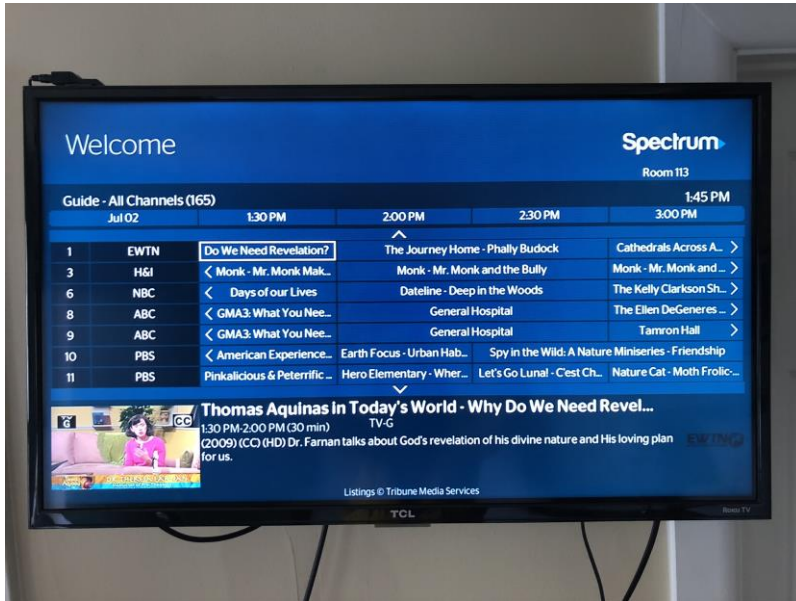 Welcome
Spectrum
Room 113
Guide - All Channels (165)
1:45 PM
Jul 02 1:30 PM 2:00 PM 2:30 PM 3:00 PM
1 EWTN Do We Need Revelation? The Journey Home - Phally Budock Cathedrals Across A...
3 H&I Monk - Mr. Monk Mak... Monk - Mr. Monk and the Bully Monk - Mr. Monk and ...
6 NBC Days of our Lives Dateline - Deep in the Woods The Kelly Clarkson Sh...
8 ABC GMA3: What You Nee... General Hospital The Ellen DeGeneres ...
9 ABC GMA3: What You Nee... General Hospital Tamron Hall
10 PBS American Experience... Earth Focus - Urban Hab... Spy in the Wild: A Nature Miniseries - Friendship
11 PBS Pinkalicious & Peterrific ... Hero Elementary - Wher... Let's Go Luna! - C'est Ch... Nature Cat - Moth Frolic-...
G
CC
Thomas Aquinas in Today's World - Why Do We Need Revel...
1:30 PM-2:00 PM (30 min) TV-G
(2009) (CC) (HD) Dr. Farnan talks about God's revelation of his divine nature and His loving plan
for us.
EWTN
Listings © Tribune Media Services
TCL
Roku TV